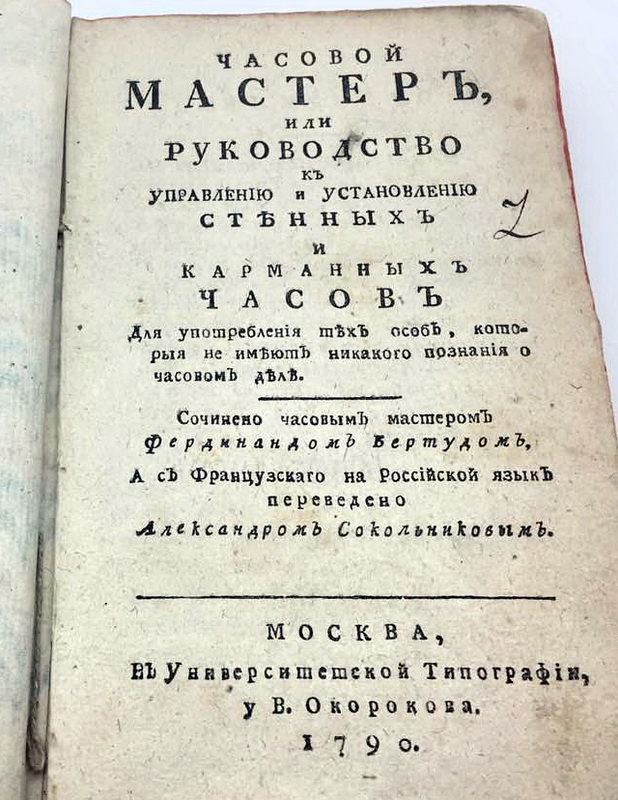 ЧАСОВОЙ
МАСТЕРЪ,
ИЛИ
РУКОВОДСТВО
КЪ
УПРАВЛЕНІЮ и УСТАНОВЛЕНІЮ
СТѢННЫХЪ
И
КАРМАННЫХЪ
ЧАСОВЪ
Для употребленія тѣхъ особъ, кото-
рыя не имѣютъ никакого познанія о
часовомъ дѣлѣ.
Сочинено часовымъ мастеромъ
Фердинандомъ Бертудомъ,
А съ Французскаго на Россійской языкъ
переведено
Александромъ Сокольниковымъ.
МОСКВА,
Въ Университетской Типографіи,
у В. Окорокова.
1790.